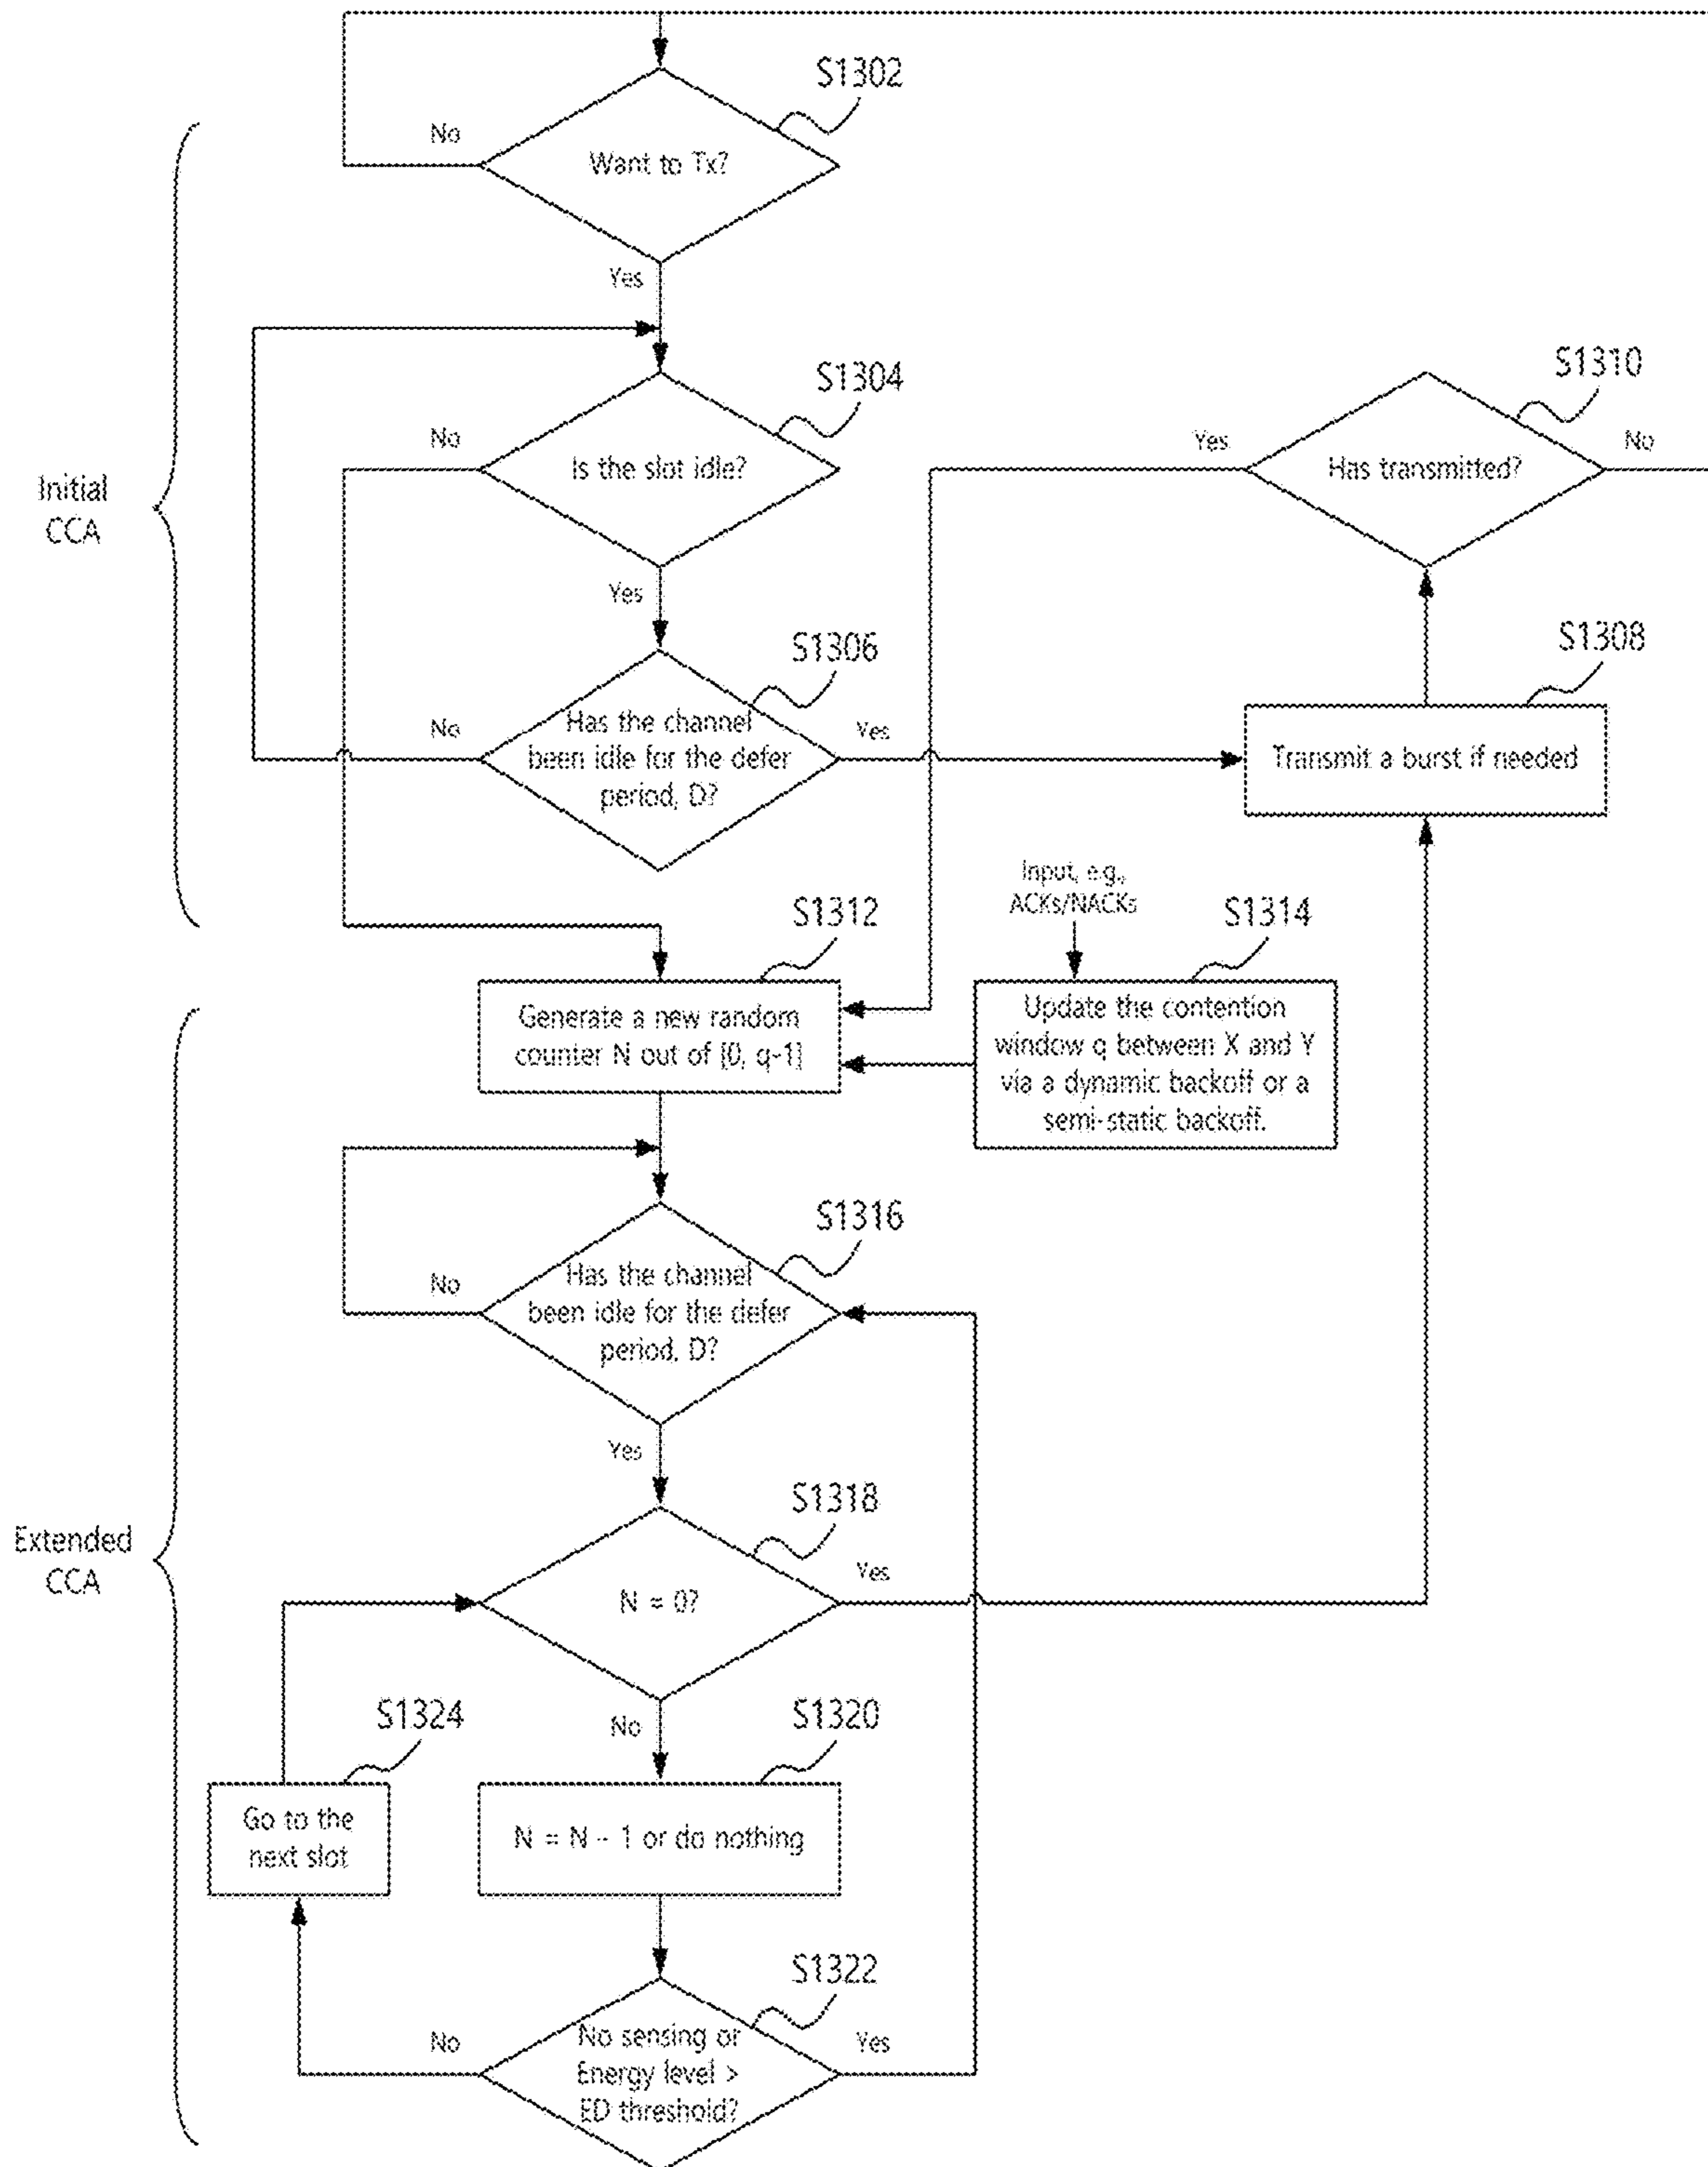 S1302
No
Want to Tx?
Yes
S1304
No
Is the slot idle?
Yes
S1310
Yes
Has transmitted?
No
Initial
CCA
S1306
No
Has the channel
been idle for the defer
period, D?
Yes
S1308
Transmit a burst if needed
Input, e.g.,
ACKs/NACKs
S1312
Generate a new random
counter N out of [0, q-1]
S1314
Update the contention
window q between X and Y
via a dynamic backoff or a
semi-static backoff.
S1316
No
Has the channel
been idle for the defer
period, D?
Yes
Extended
CCA
S1318
N = 0?
Yes
No
S1324
Go to the
next slot
S1320
N = N - 1 or do nothing
S1322
No
No sensing or
Energy level >
ED threshold?
Yes